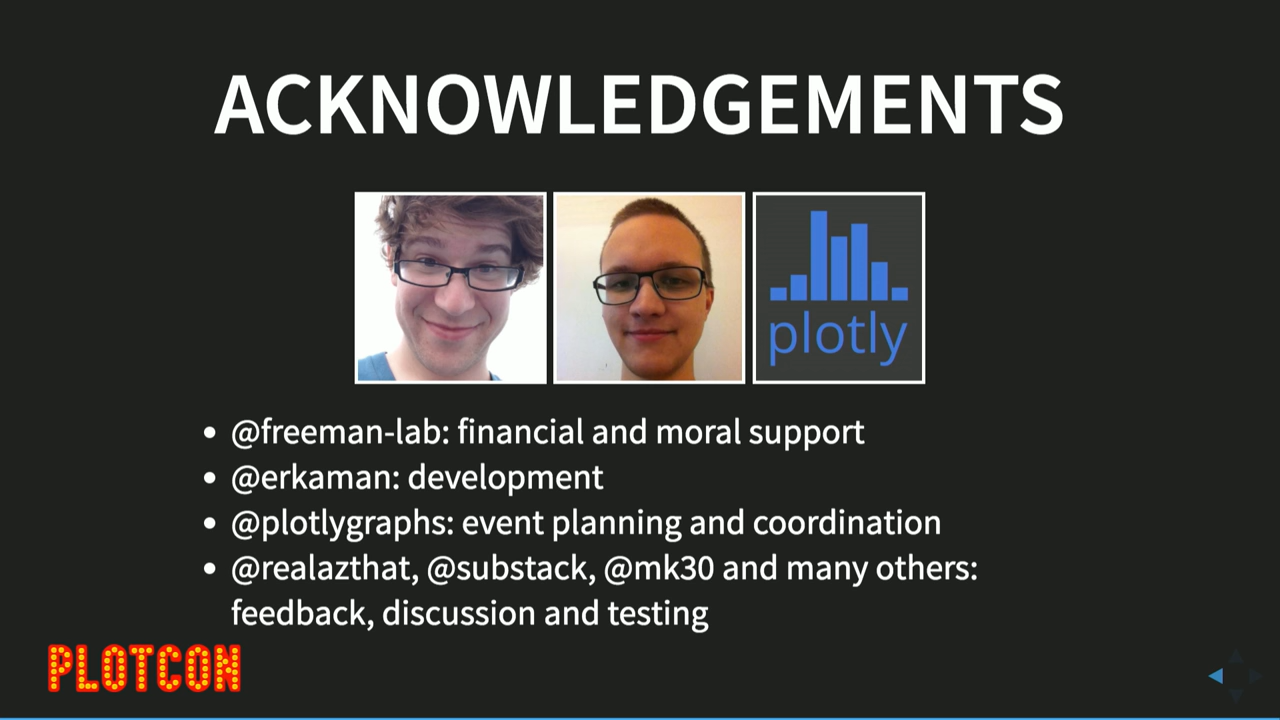 ACKNOWLEDGEMENTS
plotly
@freeman-lab: financial and moral support
@erkaman: development
@plotlygraphs: event planning and coordination
@realazthat, @substack, @mk30 and many others:
feedback, discussion and testing
PLOTCON